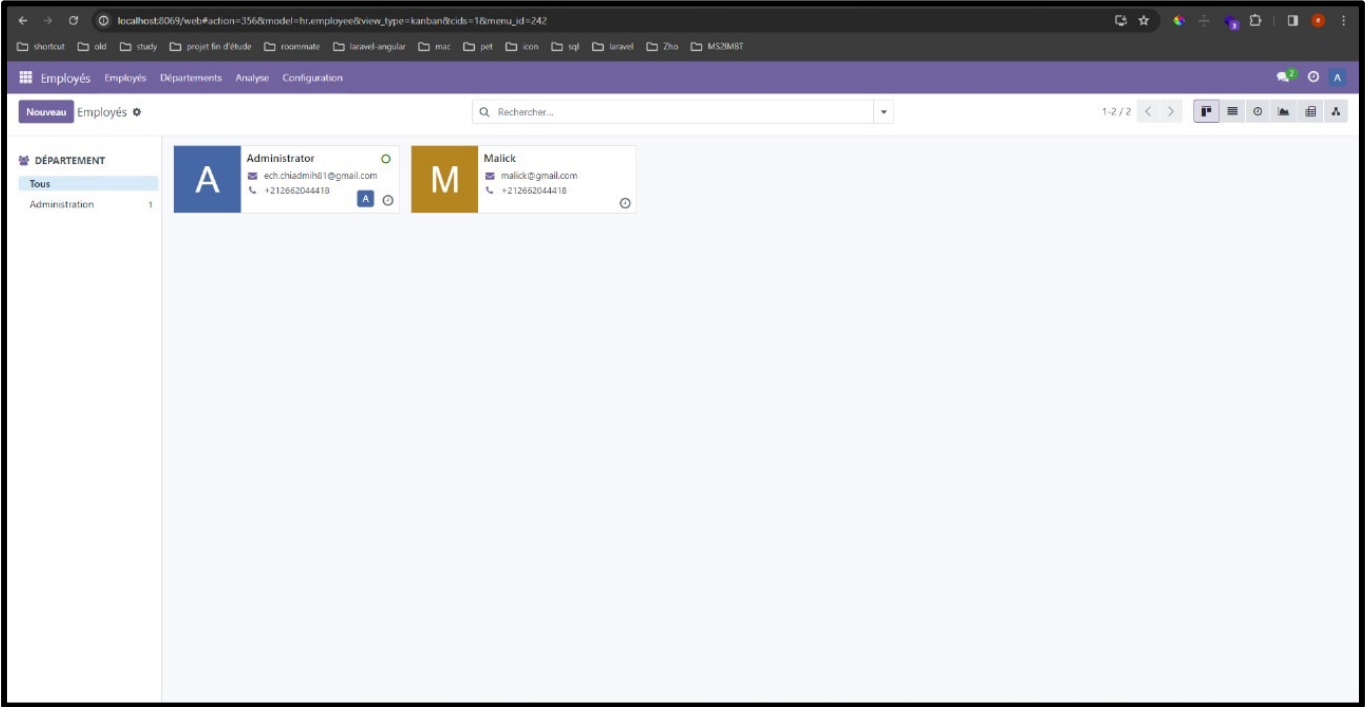 localhost:8069/web#action=356&model=hr.employee&view_type=kanban&cids=1&menu_id=242
shortcut old study projet fin d'étude roommate laravel-angular mac pet icon sql laravel Zho MS2IMBT
Employés Employés Départements Analyse Configuration 2 A
Nouveau Employés Rechercher... 1-2 / 2
DÉPARTEMENT
Tous
Administration 1
A
Administrator
ech.chiadmih81@gmail.com
+212662044418
A
M
Malick
malick@gmail.com
+212662044418